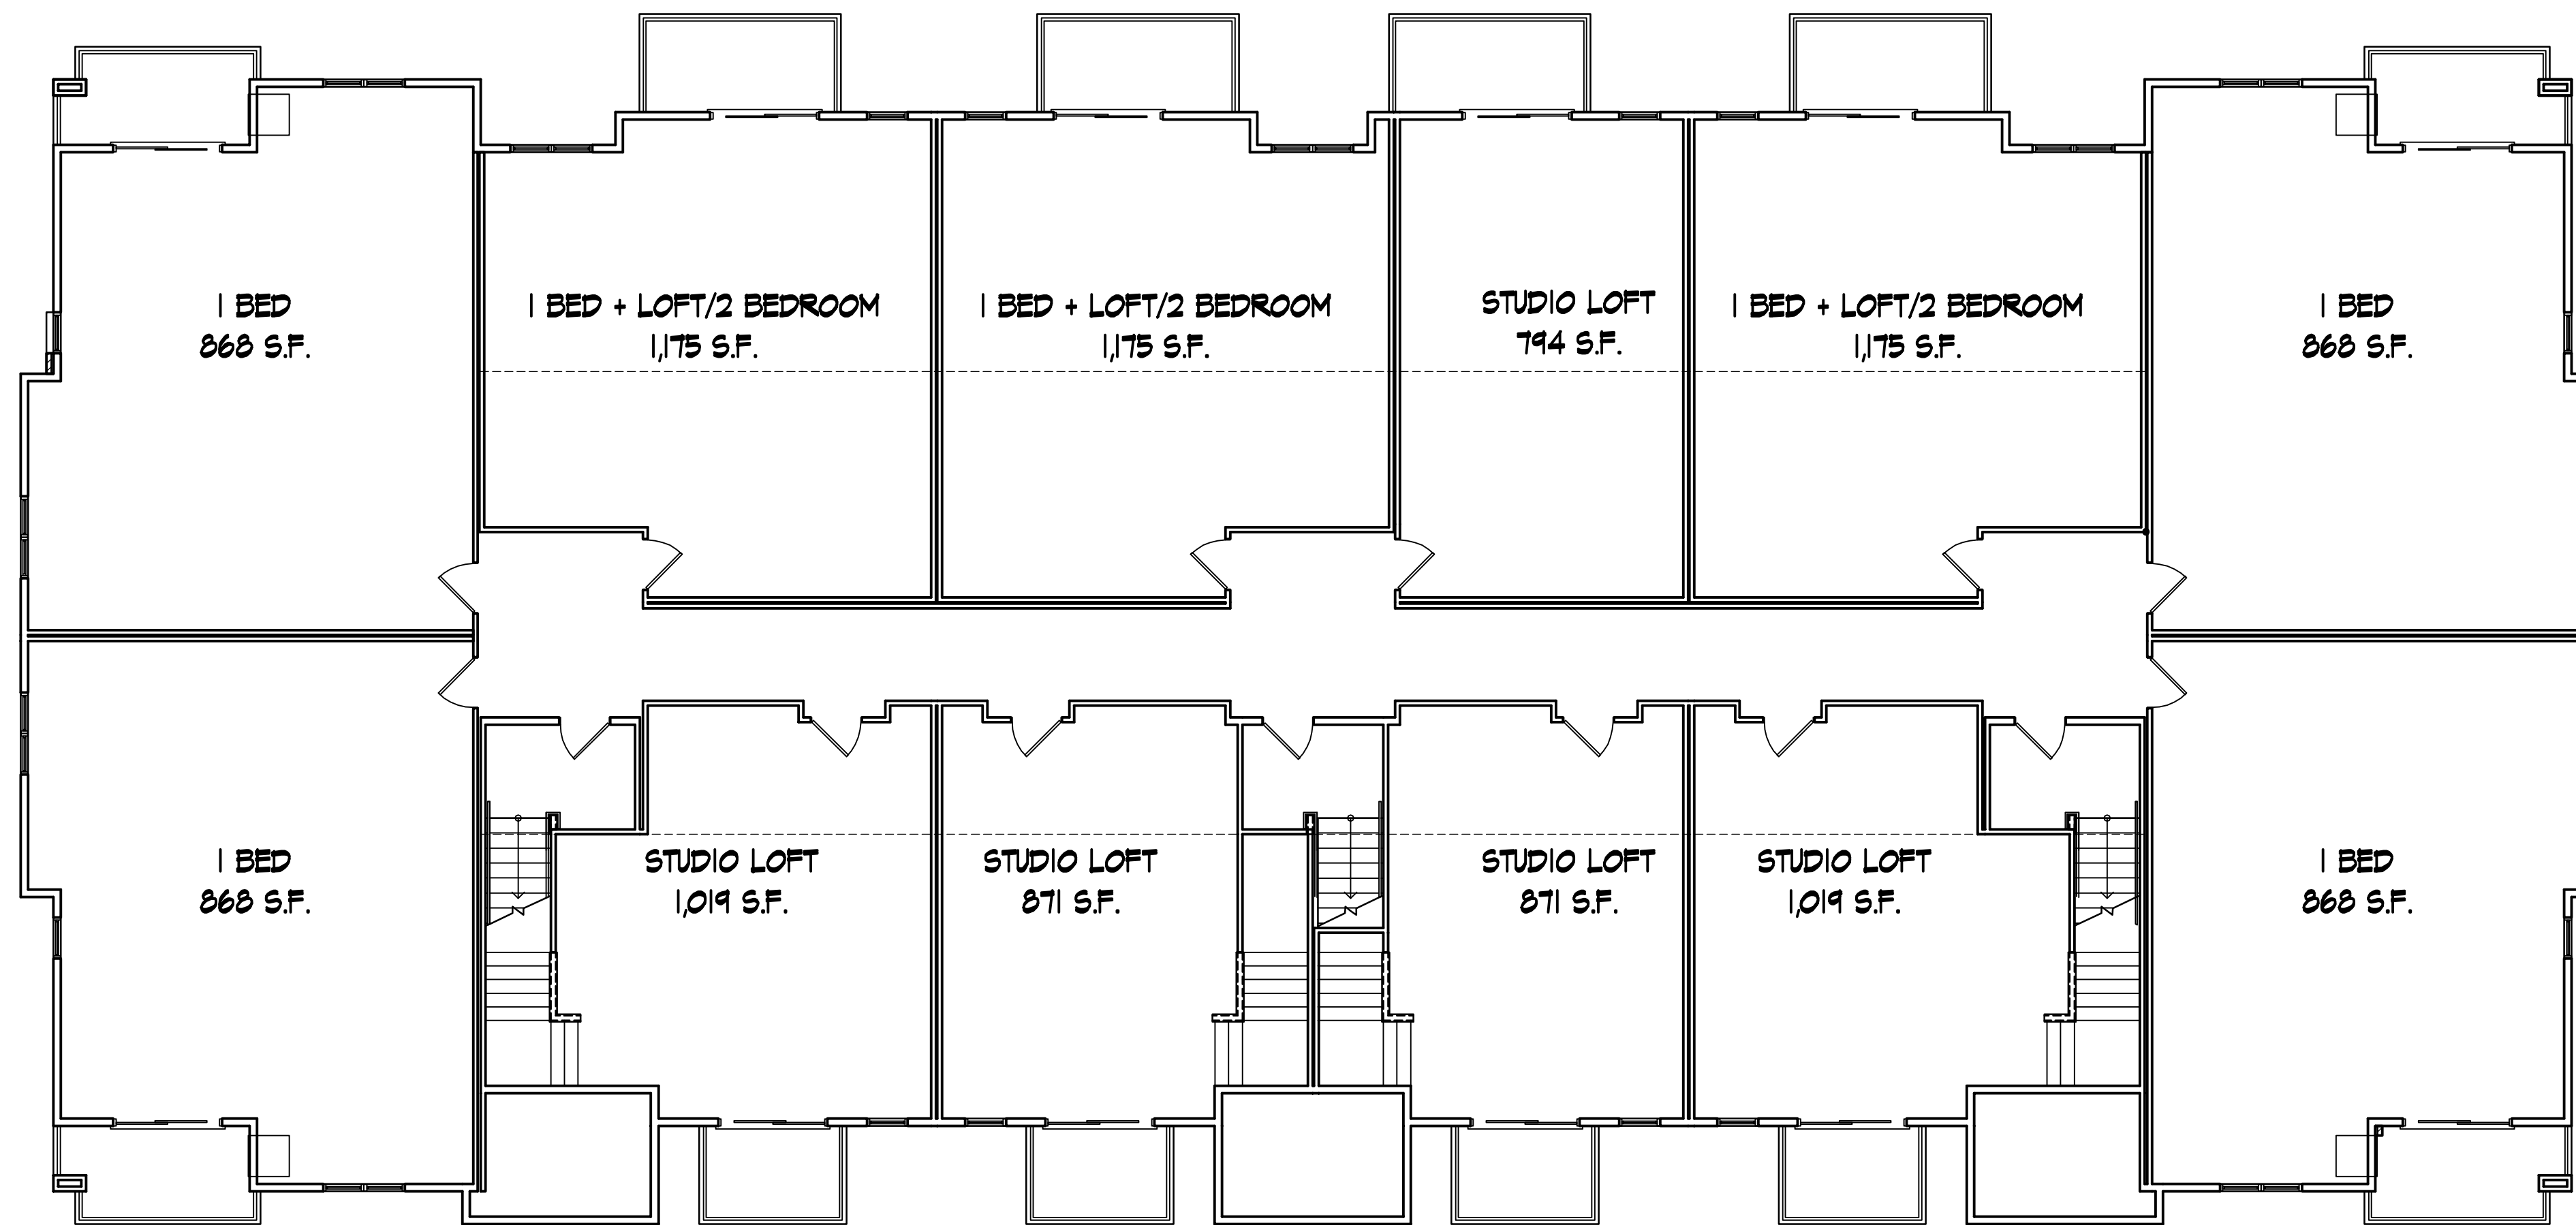 1 BED
868 S.F.
1 BED + LOFT/2 BEDROOM
1,175 S.F.
1 BED + LOFT/2 BEDROOM
1,175 S.F.
STUDIO LOFT
794 S.F.
1 BED + LOFT/2 BEDROOM
1,175 S.F.
1 BED
868 S.F.
1 BED
868 S.F.
STUDIO LOFT
1,019 S.F.
STUDIO LOFT
871 S.F.
STUDIO LOFT
871 S.F.
STUDIO LOFT
1,019 S.F.
1 BED
868 S.F.